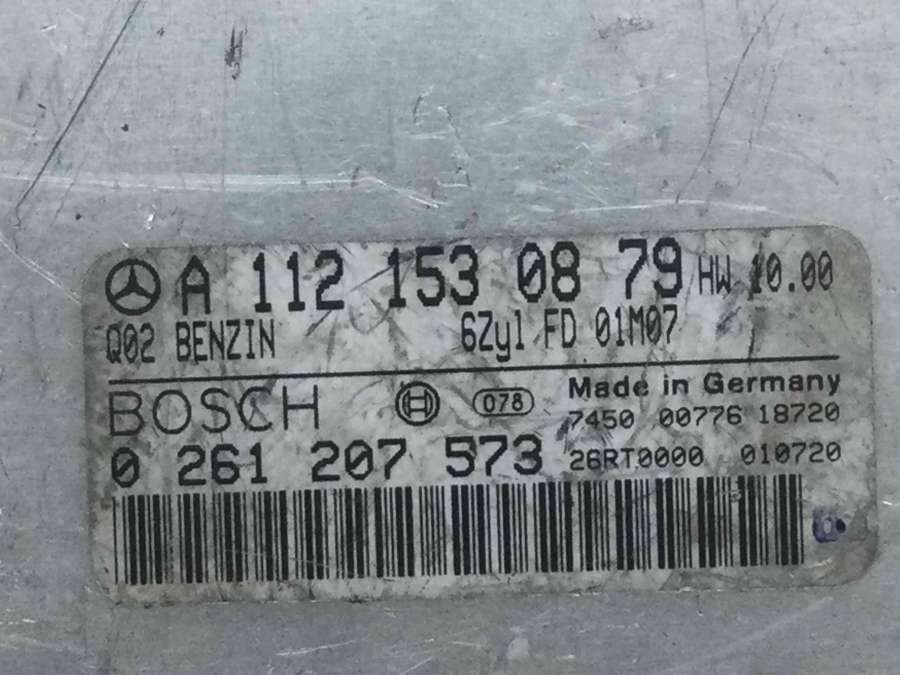 A 112 153 08 79 HW 10.00
Q02 BENZIN 6Zyl FD 01M07
BOSCH 078 Made in Germany
7450 00776 18720
0 261 207 573 26RT0000 010720